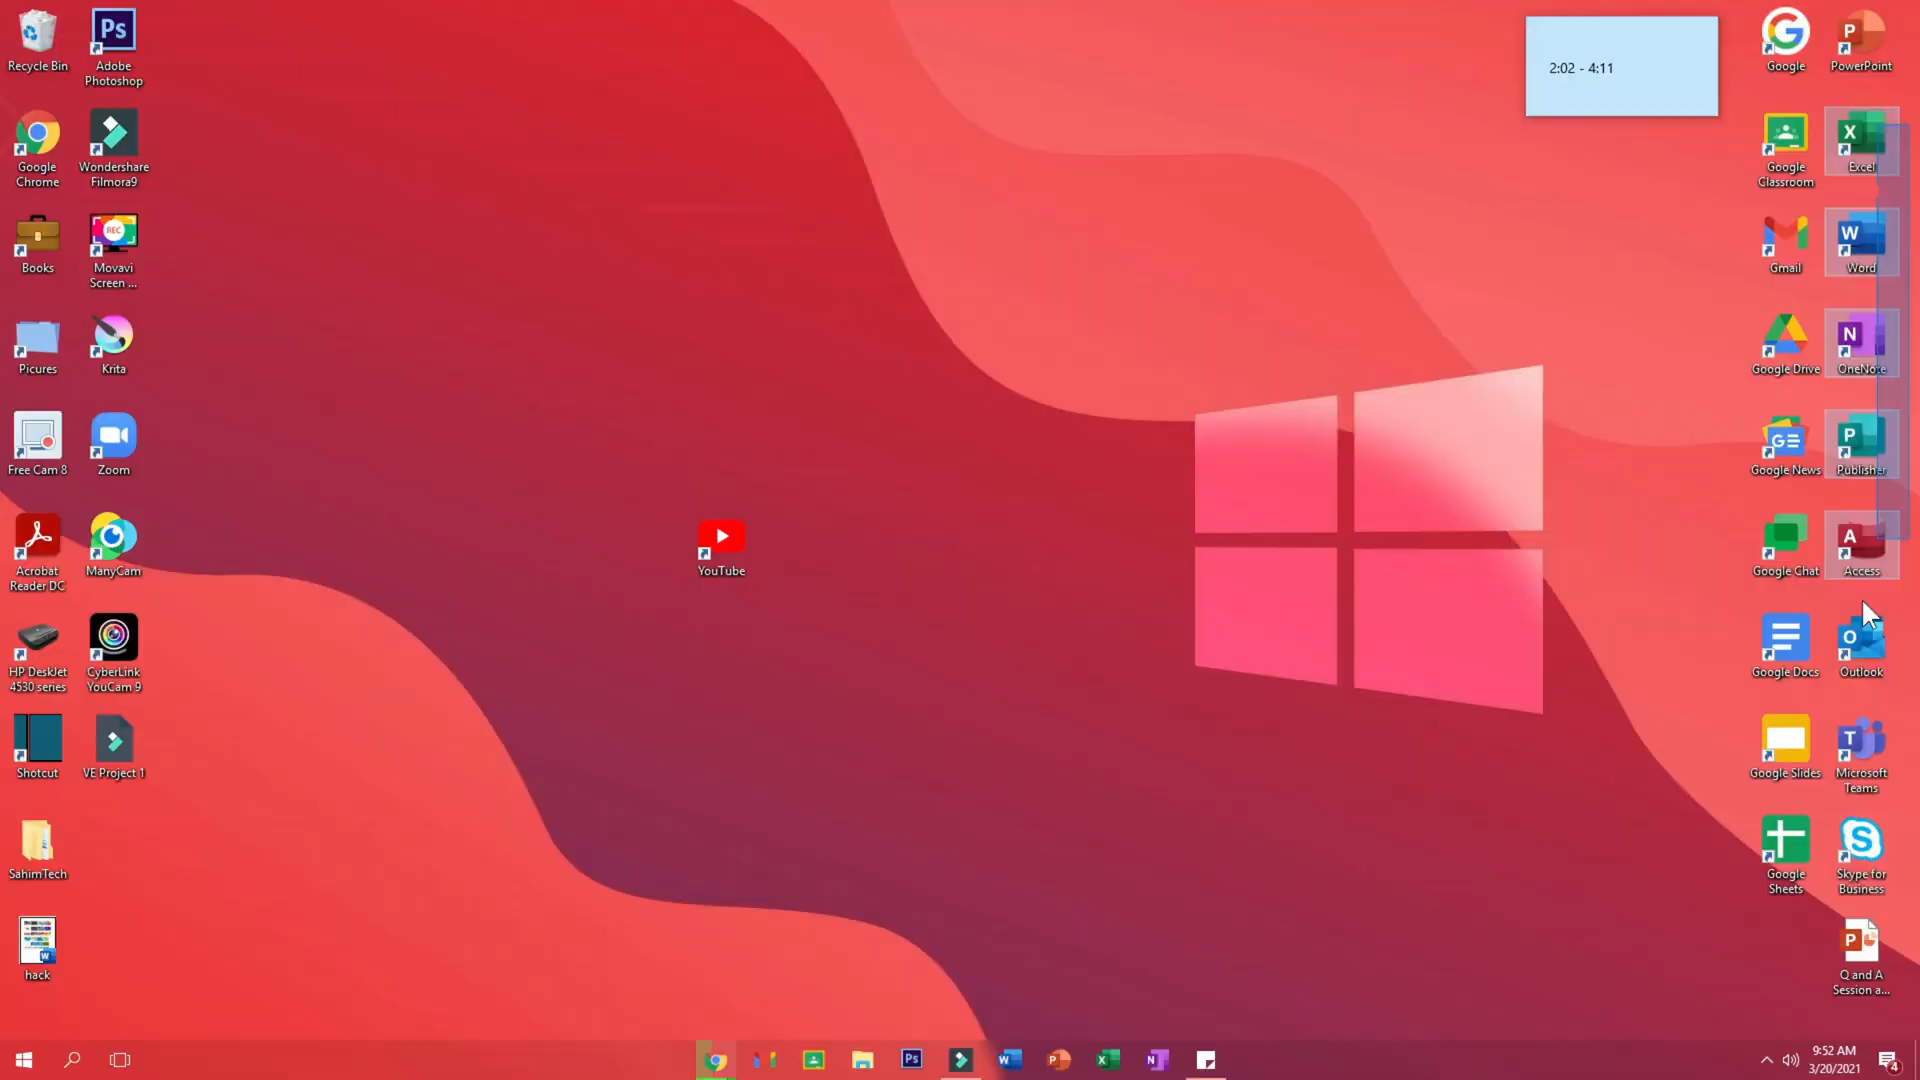 Recycle Bin
Adobe
Photoshop
Google
Chrome
Wondershare
Filmora9
Books
Movavi
Screen ...
Picures
Krita
Free Cam 8
Zoom
Acrobat
Reader DC
ManyCam
HP DeskJet
4530 series
CyberLink
YouCam 9
Shotcut
VE Project 1
SahimTech
hack
YouTube
2:02 - 4:11
Google
PowerPoint
Google
Classroom
Excel
Gmail
Word
Google Drive
OneNote
Google News
Publisher
Google Chat
Access
Google Docs
Outlook
Google Slides
Microsoft
Teams
Google
Sheets
Skype for
Business
Q and A
Session a...
9:52 AM
3/20/2021
4